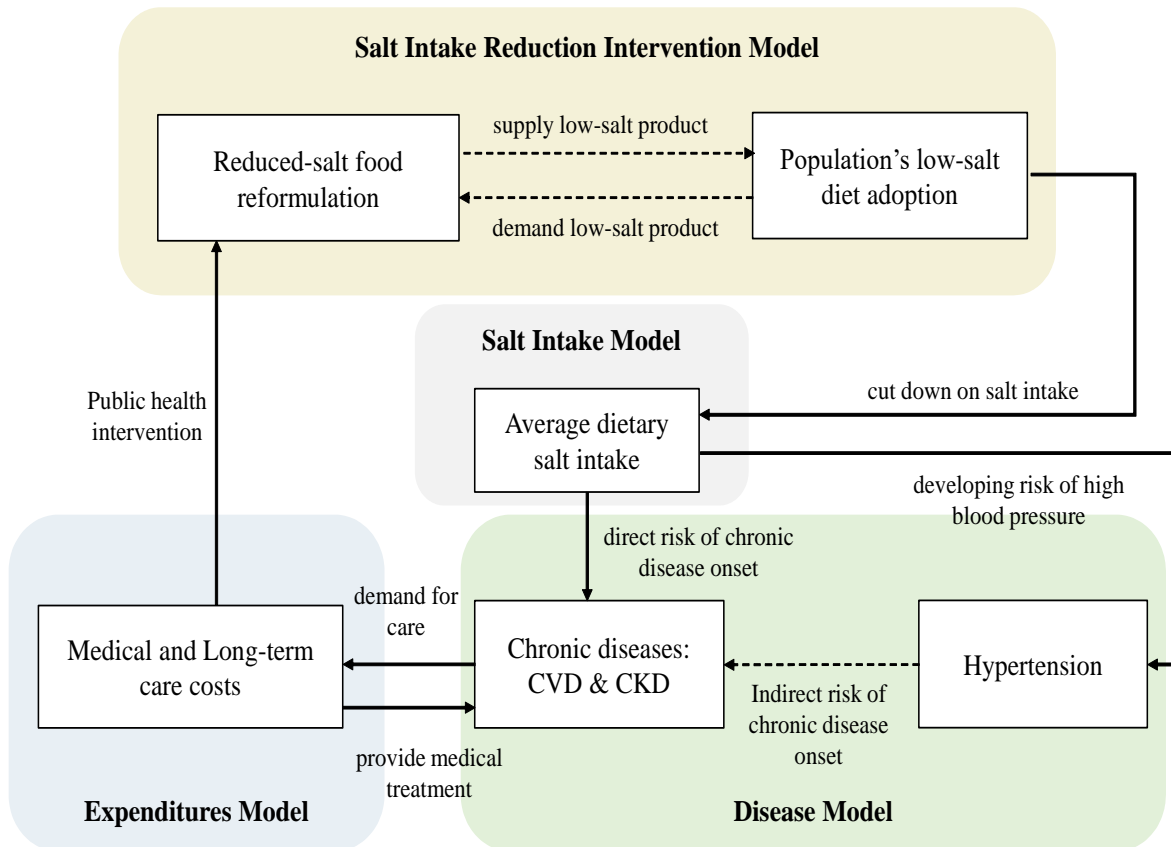 Salt Intake Reduction Intervention Model
supply low-salt product
Reduced-salt food
reformulation
Population’s low-salt
diet adoption
demand low-salt product
Salt Intake Model
Public health
intervention
cut down on salt intake
Average dietary
salt intake
developing risk of high
blood pressure
direct risk of chronic
disease onset
demand for
care
Medical and Long-term
care costs
Chronic diseases:
CVD & CKD
Hypertension
Indirect risk of
chronic disease
onset
provide medical
treatment
Expenditures Model
Disease Model